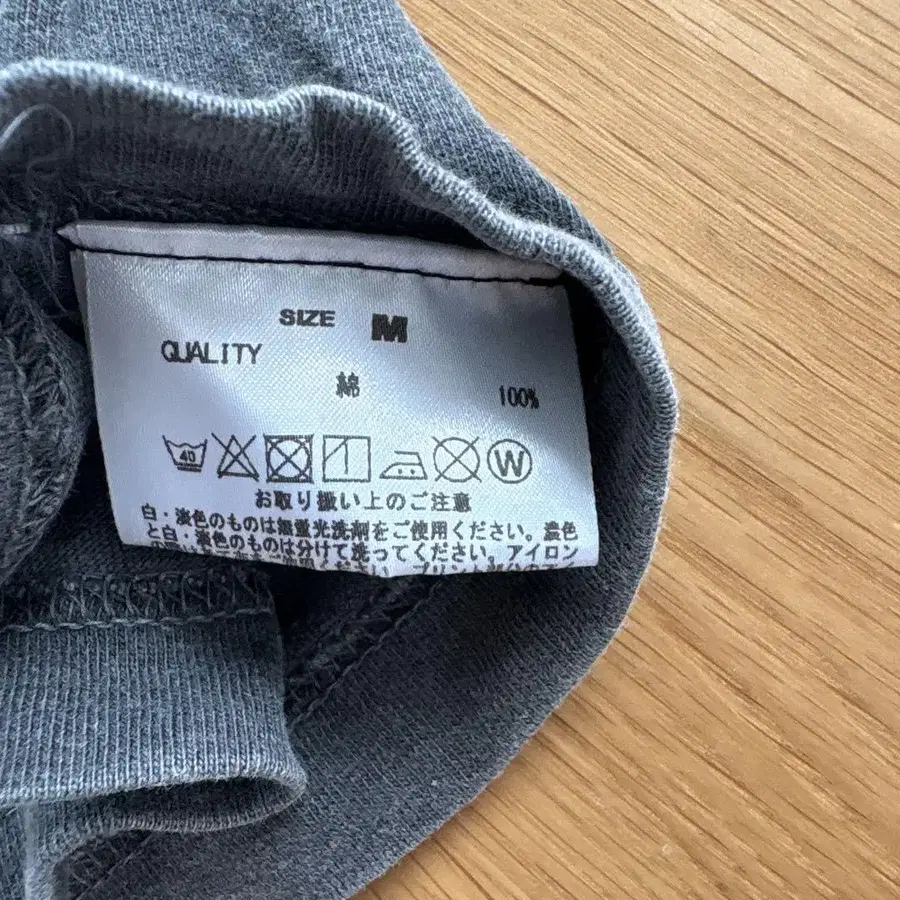 SIZE M
QUALITY
綿 100%
40 W
お取り扱い上のご注意
白・淡色のものは無蛍光洗剤をご使用ください。濃色
と白・淡色のものは分けて洗ってください。アイロン